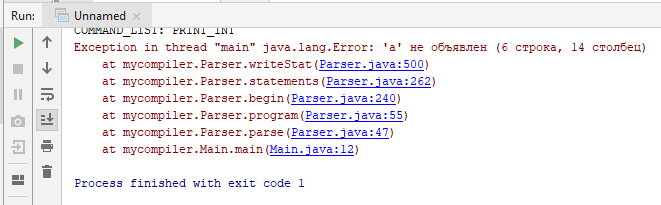 Run: Unnamed ×
COMMAND_LIST: PRINT_INT
Exception in thread "main" java.lang.Error: 'a' не объявлен (6 строка, 14 столбец)
at mycompiler.Parser.writeStat(Parser.java:500)
at mycompiler.Parser.statements(Parser.java:262)
at mycompiler.Parser.begin(Parser.java:240)
at mycompiler.Parser.program(Parser.java:55)
at mycompiler.Parser.parse(Parser.java:47)
at mycompiler.Main.main(Main.java:12)
Process finished with exit code 1